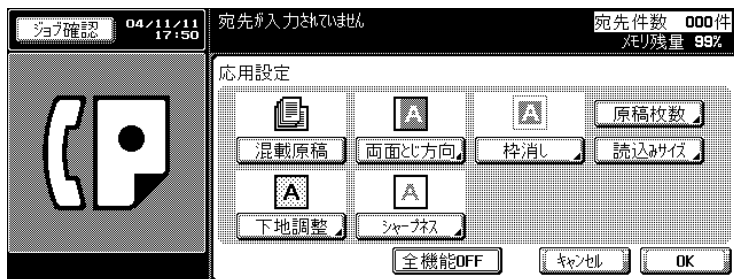 ジョブ確認 04/11/11 17:50
宛先が入力されていません
宛先件数 000件
メモリ残量 99%
応用設定
混載原稿 両面とじ方向 枠消し 原稿枚数
読込みサイズ
下地調整 シャープネス
全機能OFF キャンセル OK
A
A
A
A